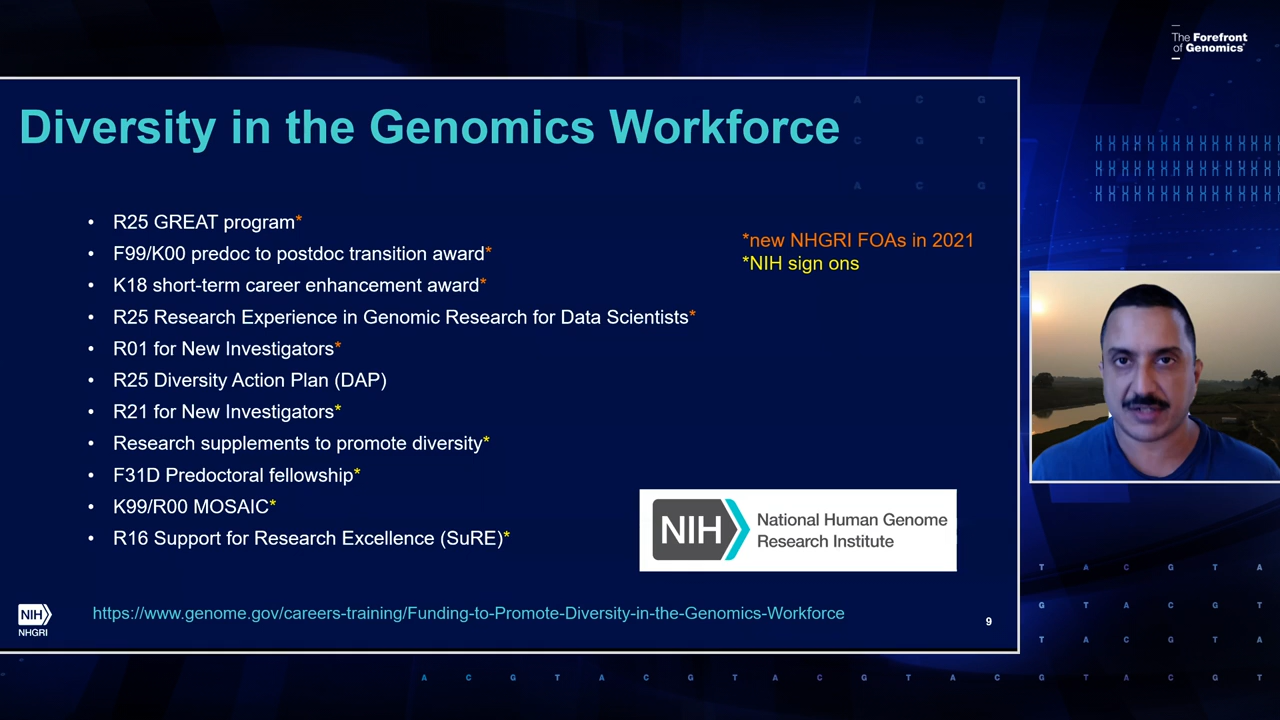 The Forefront
of Genomics®
Diversity in the Genomics Workforce
A C G
C G T
A C G
• R25 GREAT program*
• F99/K00 predoc to postdoc transition award*
• K18 short-term career enhancement award*
• R25 Research Experience in Genomic Research for Data Scientists*
• R01 for New Investigators*
• R25 Diversity Action Plan (DAP)
• R21 for New Investigators*
• Research supplements to promote diversity*
• F31D Predoctoral fellowship*
• K99/R00 MOSAIC*
• R16 Support for Research Excellence (SuRE)*
*new NHGRI FOAs in 2021
*NIH sign ons
NIH National Human Genome
Research Institute
NIH
NHGRI
https://www.genome.gov/careers-training/Funding-to-Promote-Diversity-in-the-Genomics-Workforce
9
T A C G T A
G T A C G T
T A C G T A
A C G T A C G T A C G T A C G T A C G T